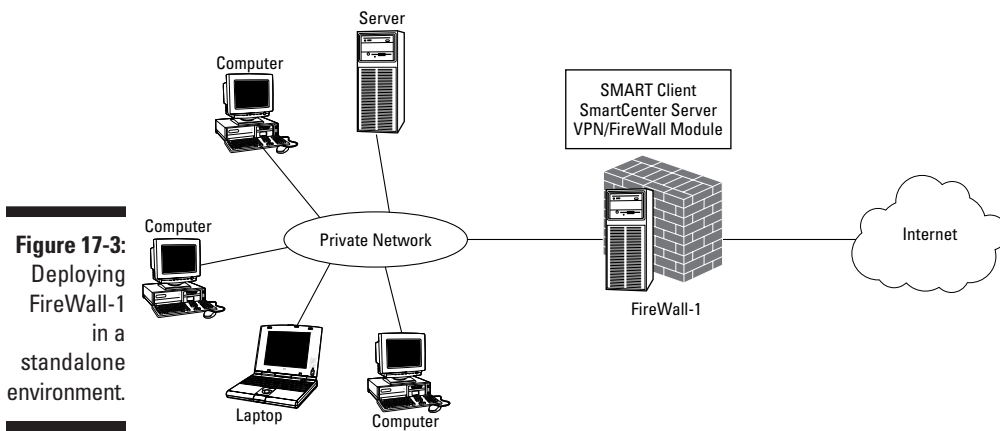 Server
Computer
SMART Client
SmartCenter Server
VPN/FireWall Module
Computer
Private Network
Internet
FireWall-1
Laptop
Computer
Figure 17-3:
Deploying
FireWall-1
in a
standalone
environment.